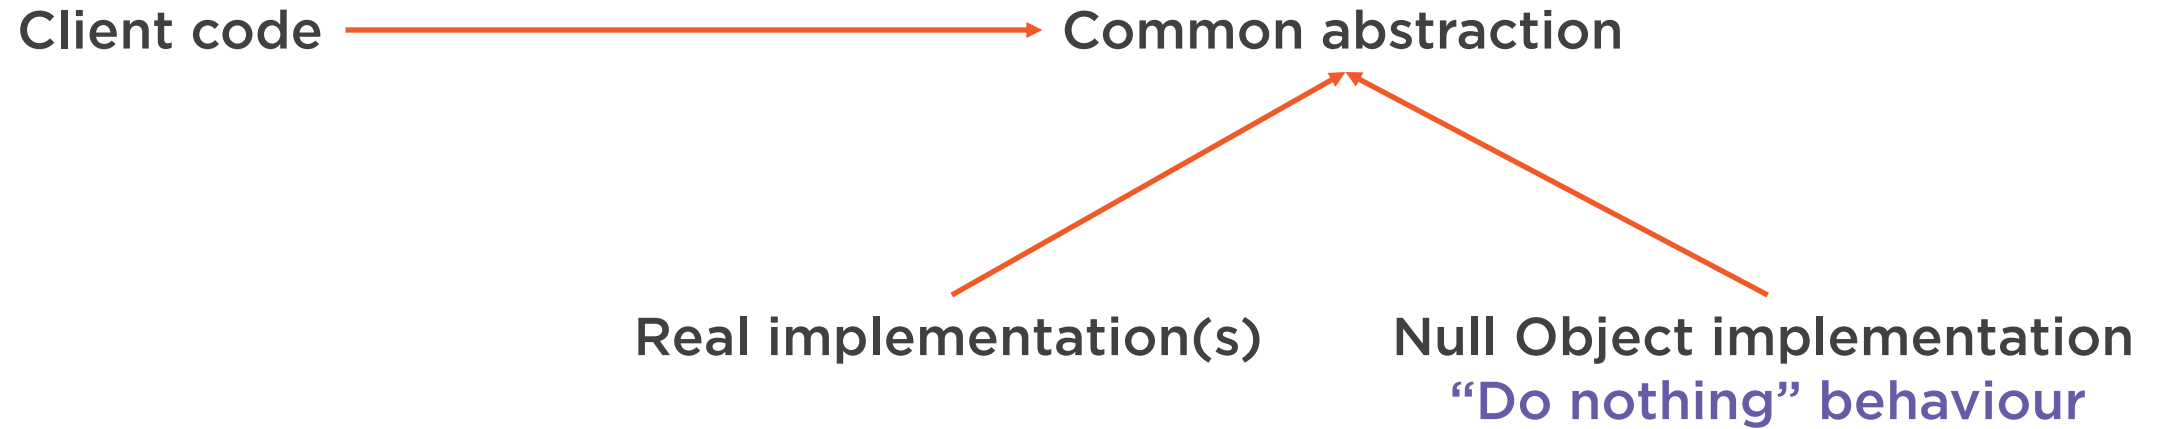 Client code
Common abstraction
Real implementation(s)
Null Object implementation
“Do nothing” behaviour